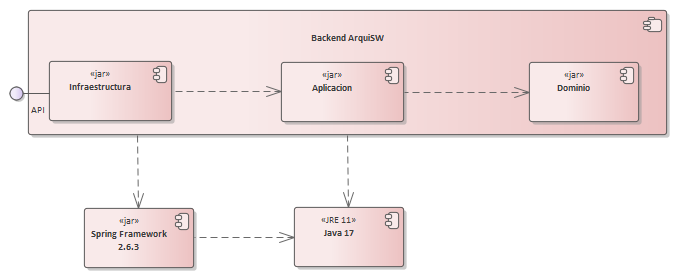 Backend ArquiSW
«jar»
Infraestructura
«jar»
Aplicacion
«jar»
Dominio
API
«jar»
Spring Framework
2.6.3
«JRE 11»
Java 17